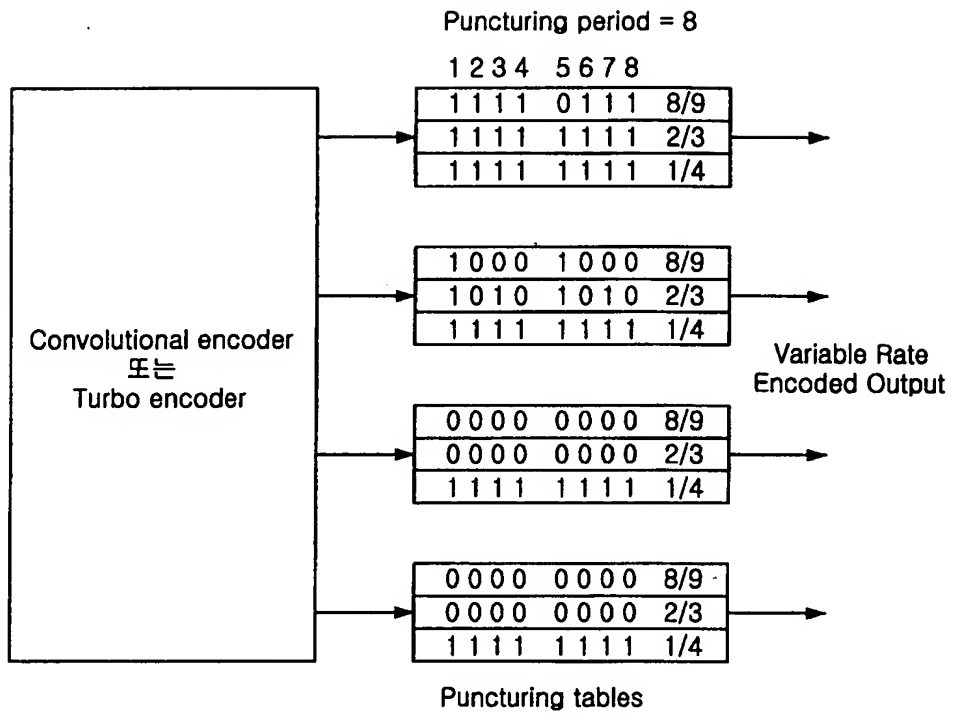 Puncturing period = 8
1 2 3 4 5 6 7 8
1 1 1 1 0 1 1 1 8/9
1 1 1 1 1 1 1 1 2/3
1 1 1 1 1 1 1 1 1/4
1 0 0 0 1 0 0 0 8/9
1 0 1 0 1 0 1 0 2/3
1 1 1 1 1 1 1 1 1/4
Convolutional encoder
또는
Turbo encoder
Variable Rate
Encoded Output
0 0 0 0 0 0 0 0 8/9
0 0 0 0 0 0 0 0 2/3
1 1 1 1 1 1 1 1 1/4
0 0 0 0 0 0 0 0 8/9
0 0 0 0 0 0 0 0 2/3
1 1 1 1 1 1 1 1 1/4
Puncturing tables